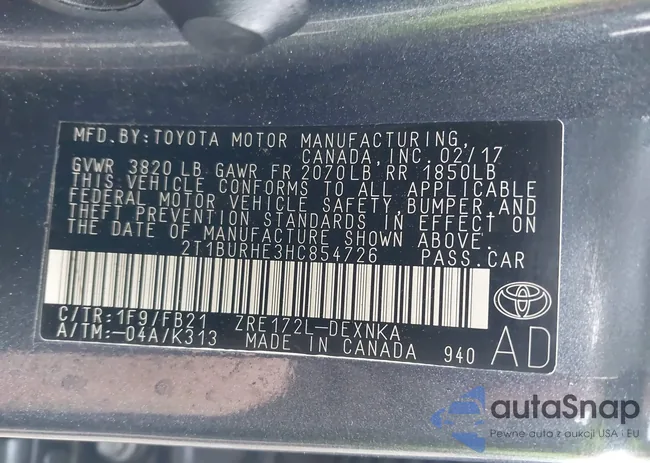 MFD. BY: TOYOTA MOTOR MANUFACTURING,
CANADA, INC. 02/17
GVWR 3820 LB GAWR FR 2070LB RR 1850LB
THIS VEHICLE CONFORMS TO ALL APPLICABLE
FEDERAL MOTOR VEHICLE SAFETY, BUMPER AND
THEFT PREVENTION STANDARDS IN EFFECT ON
THE DATE OF MANUFACTURE SHOWN ABOVE.
2T1BURHE3HC854726 PASS.CAR
C/TR: 1F9/FB21 ZRE172L-DEXNKA
A/TM:-04A/K313 MADE IN CANADA 940 AD
autoSnap
Pewne auto z aukcji USA i EU